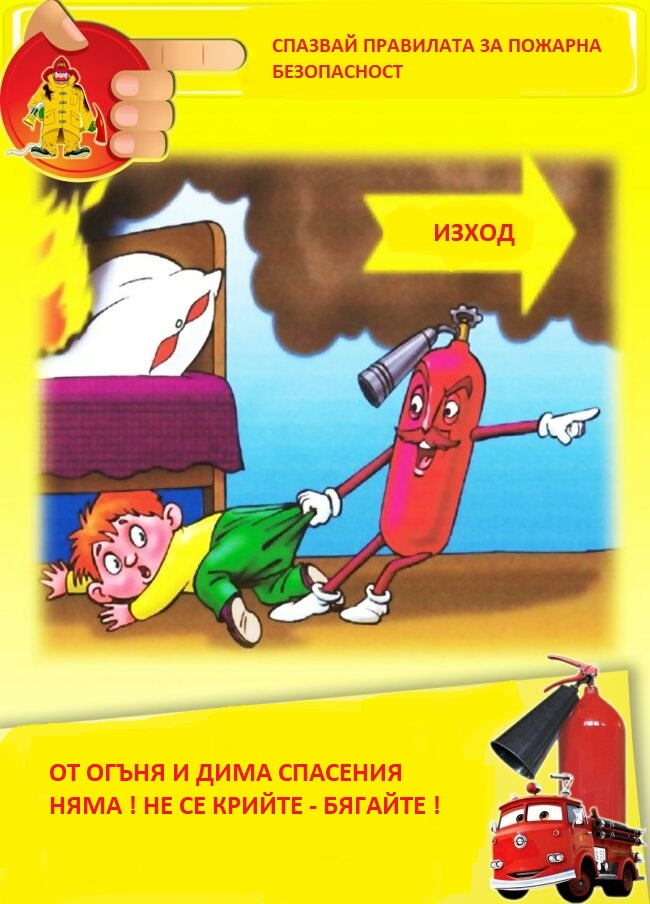 СПАЗВАЙ ПРАВИЛАТА ЗА ПОЖАРНА
БЕЗОПАСНОСТ
ИЗХОД
ОТ ОГЪНЯ И ДИМА СПАСЕНИЯ
НЯМА ! НЕ СЕ КРИЙТЕ - БЯГАЙТЕ !